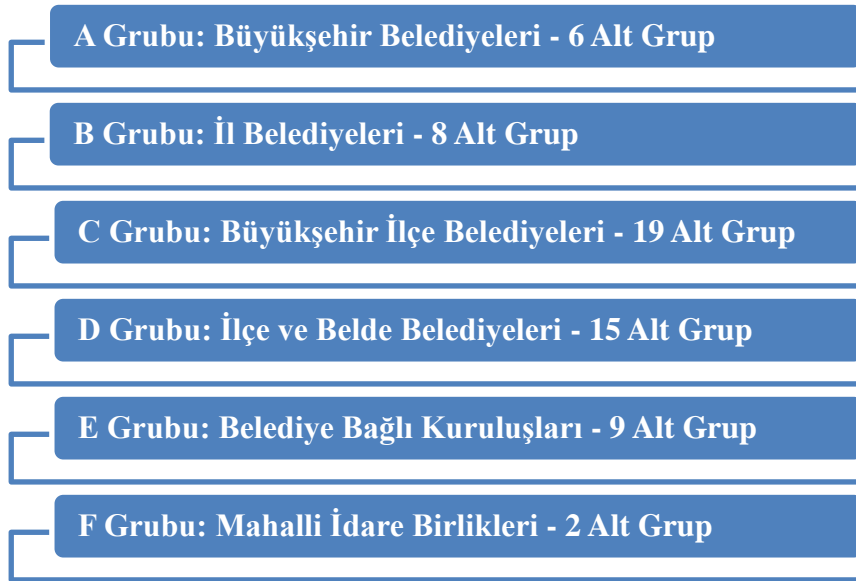 A Grubu: Büyükşehir Belediyeleri - 6 Alt Grup
B Grubu: İl Belediyeleri - 8 Alt Grup
C Grubu: Büyükşehir İlçe Belediyeleri - 19 Alt Grup
D Grubu: İlçe ve Belde Belediyeleri - 15 Alt Grup
E Grubu: Belediye Bağlı Kuruluşları - 9 Alt Grup
F Grubu: Mahalli İdare Birlikleri - 2 Alt Grup